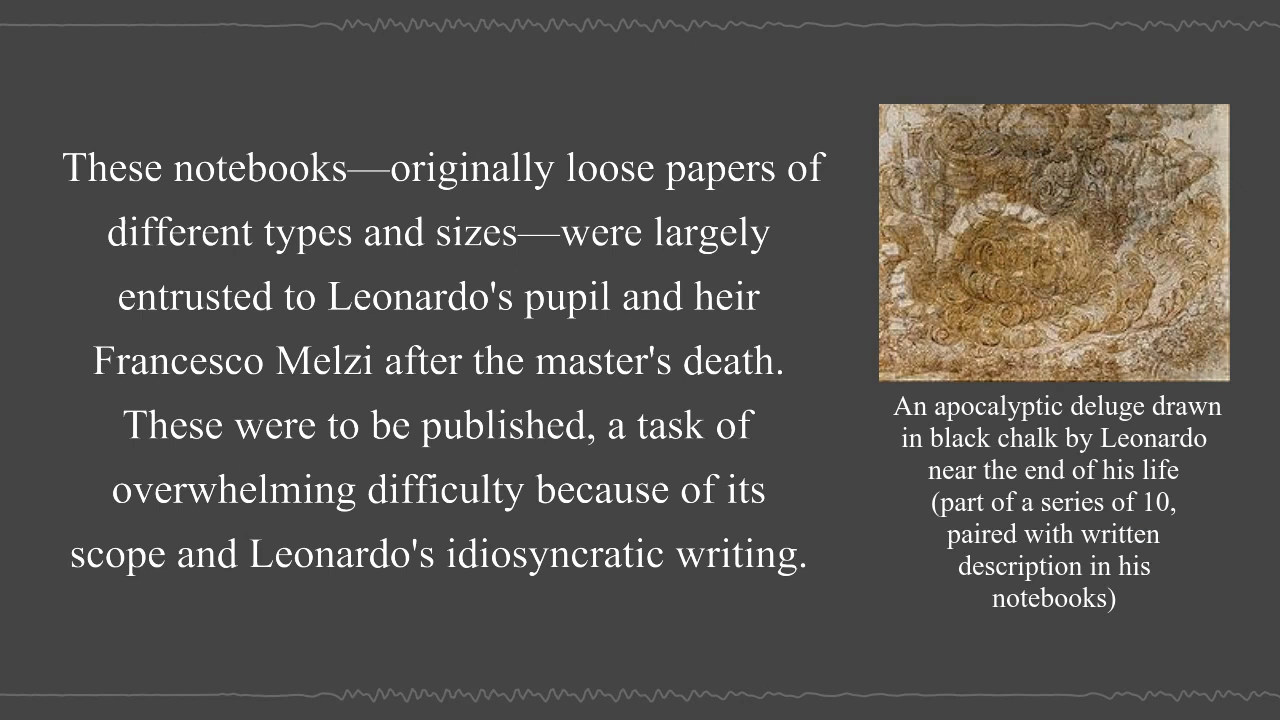 These notebooks—originally loose papers of
different types and sizes—were largely
entrusted to Leonardo's pupil and heir
Francesco Melzi after the master's death.
These were to be published, a task of
overwhelming difficulty because of its
scope and Leonardo's idiosyncratic writing.
An apocalyptic deluge drawn
in black chalk by Leonardo
near the end of his life
(part of a series of 10,
paired with written
description in his
notebooks)